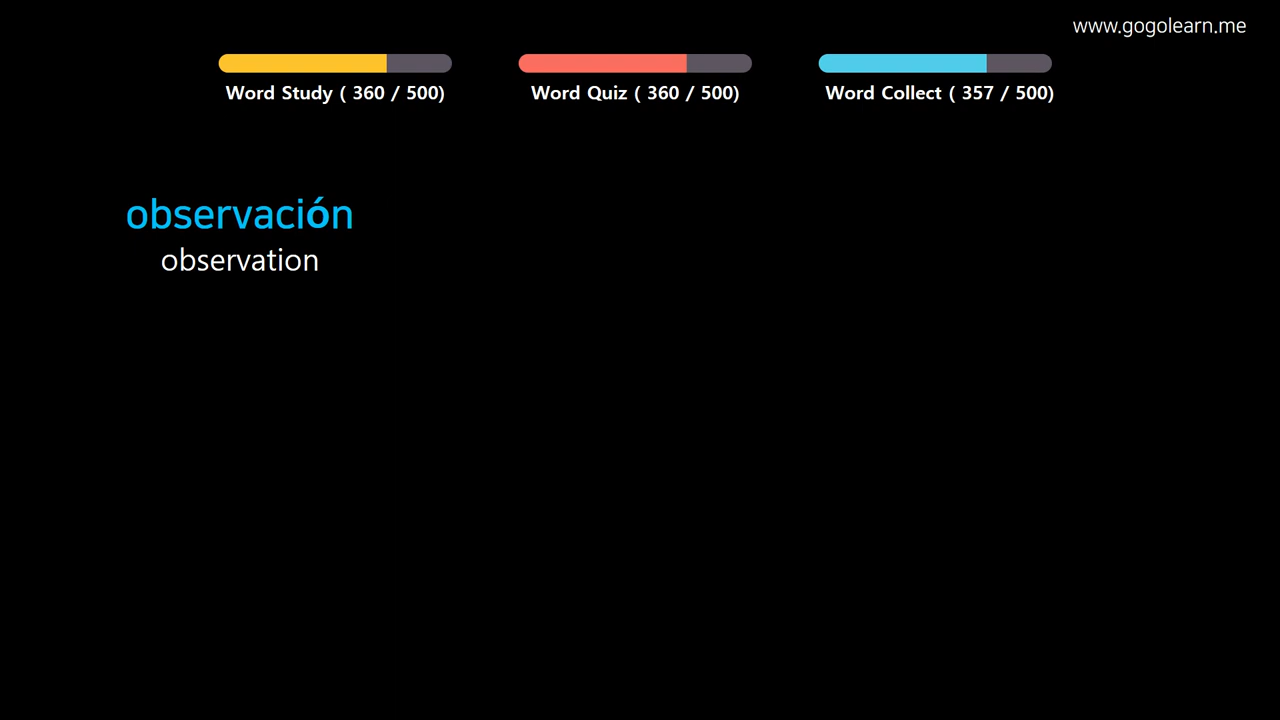 www.gogolearn.me
Word Study ( 360 / 500)
Word Quiz ( 360 / 500)
Word Collect ( 357 / 500)
observación
observation